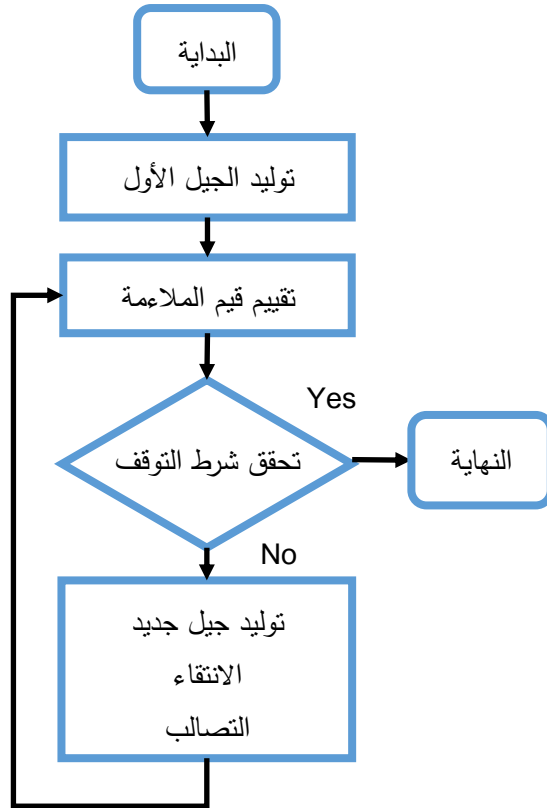 البداية
توليد الجيل الأول
تقييم قيم الملاءمة
Yes
تحقق شرط التوقف
النهاية
No
توليد جيل جديد
الانتقاء
التصالب